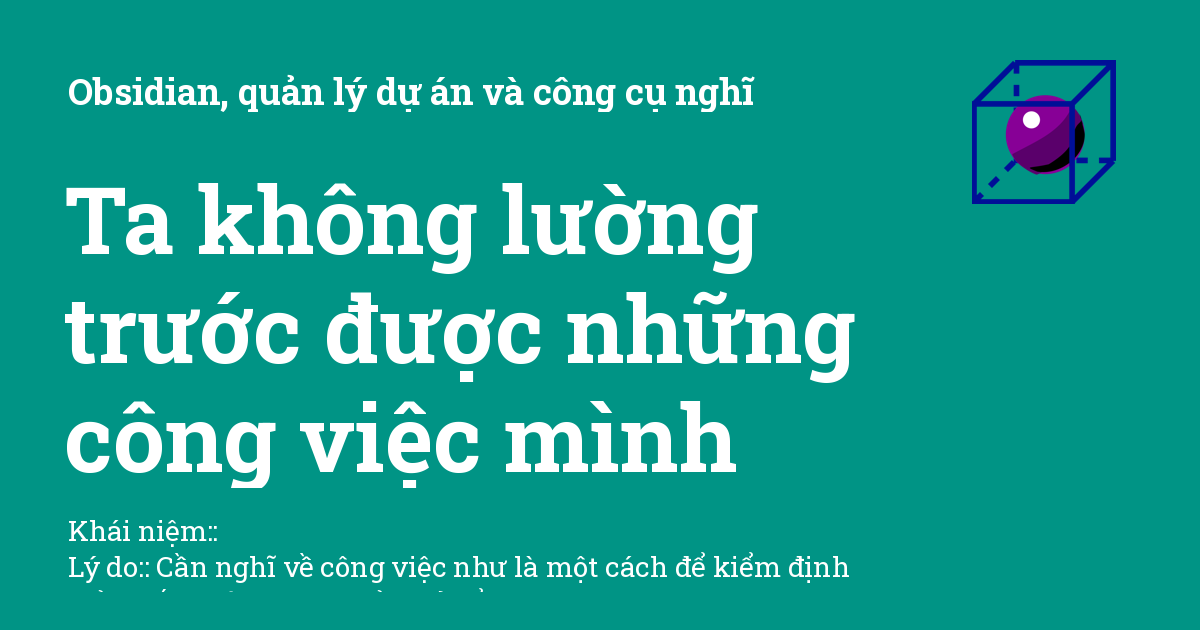 Obsidian, quản lý dự án và công cụ nghĩ
Ta không lường
trước được những
công việc mình
Khái niệm::
Lý do:: Cần nghĩ về công việc như là một cách để kiểm định